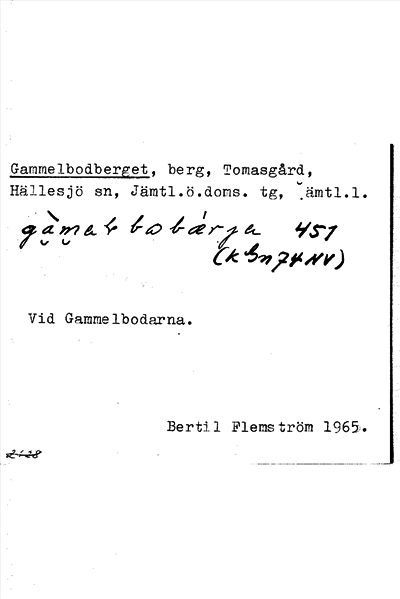 Gammelbodberget, berg, Tomasgård,
Hällesjö sn, Jämtl.ö.doms. tg, Jämtl.l.
451
Vid Gammelbodarna.
Bertil Flemström 1965.